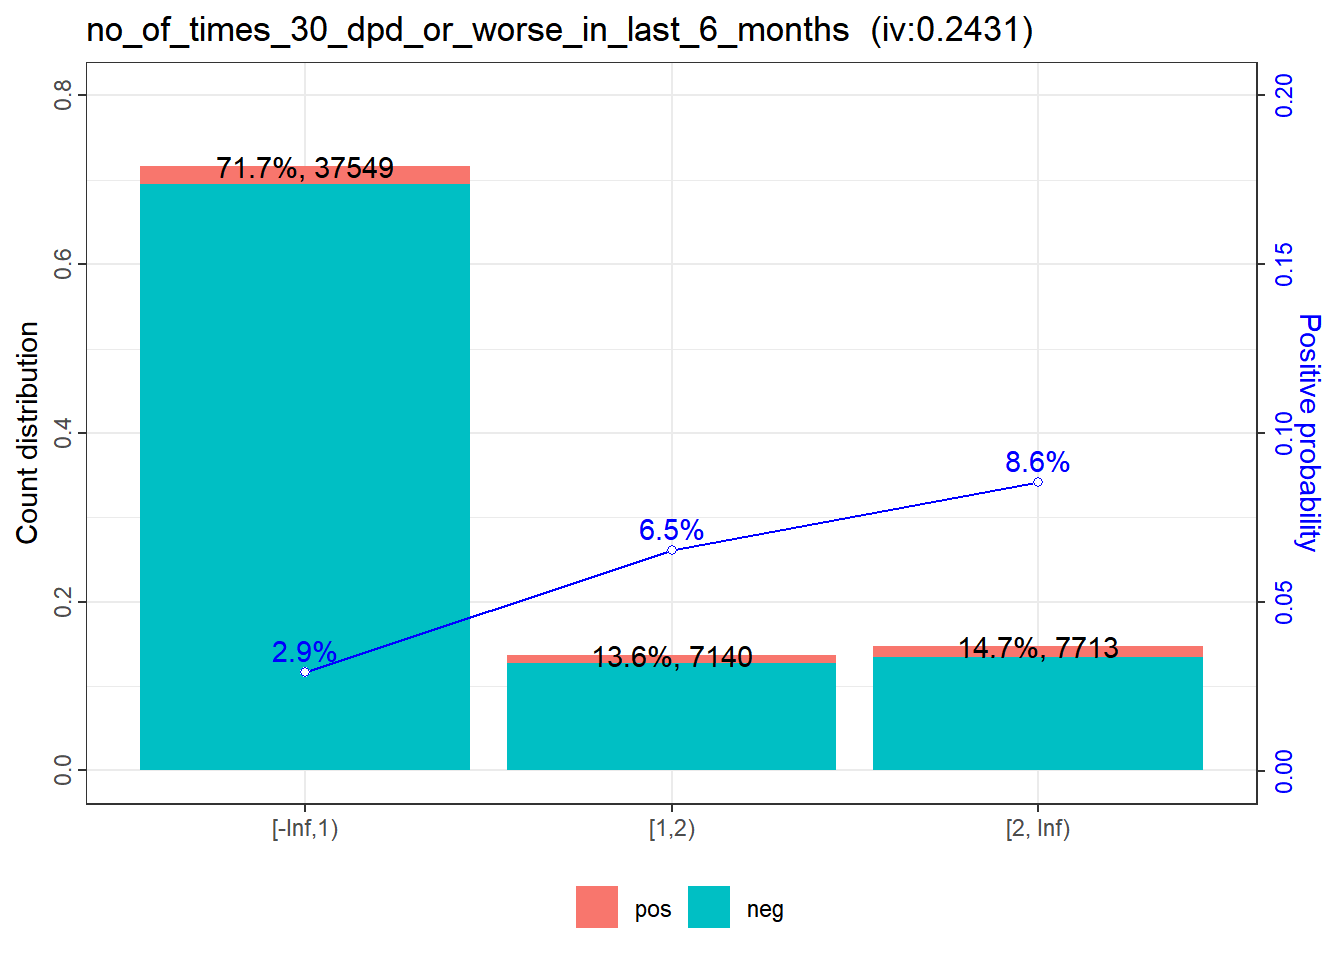 no_of_times_30_dpd_or_worse_in_last_6_months (iv:0.2431)
Count distribution
0.8
0.6
0.4
0.2
0.0
71.7%, 37549
13.6%, 7140
14.7%, 7713
2.9%
6.5%
8.6%
0.20
0.15
0.10
0.05
0.00
Positive probability
[-Inf,1)
[1,2)
[2, Inf)
pos
neg